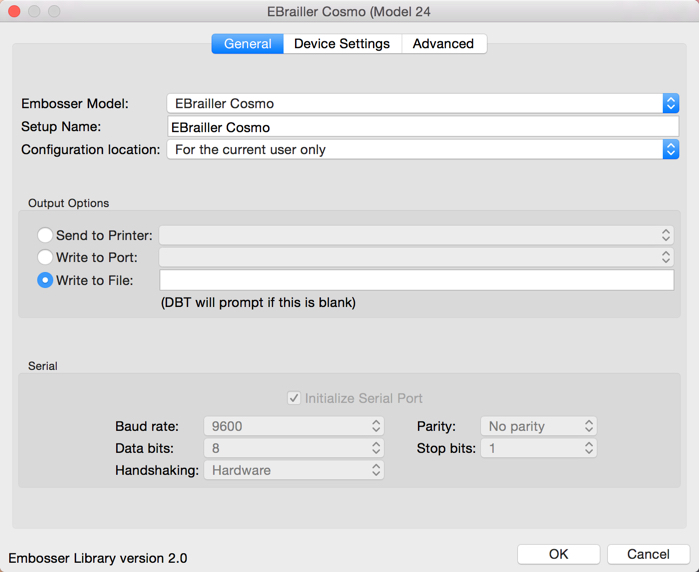 EBrailler Cosmo (Model 24
General Device Settings Advanced
Embosser Model: EBrailler Cosmo
Setup Name: EBrailler Cosmo
Configuration location: For the current user only
Output Options
Send to Printer:
Write to Port:
Write to File:
(DBT will prompt if this is blank)
Serial
Initialize Serial Port
Baud rate: 9600 Parity: No parity
Data bits: 8 Stop bits: 1
Handshaking: Hardware
Embosser Library version 2.0 OK Cancel